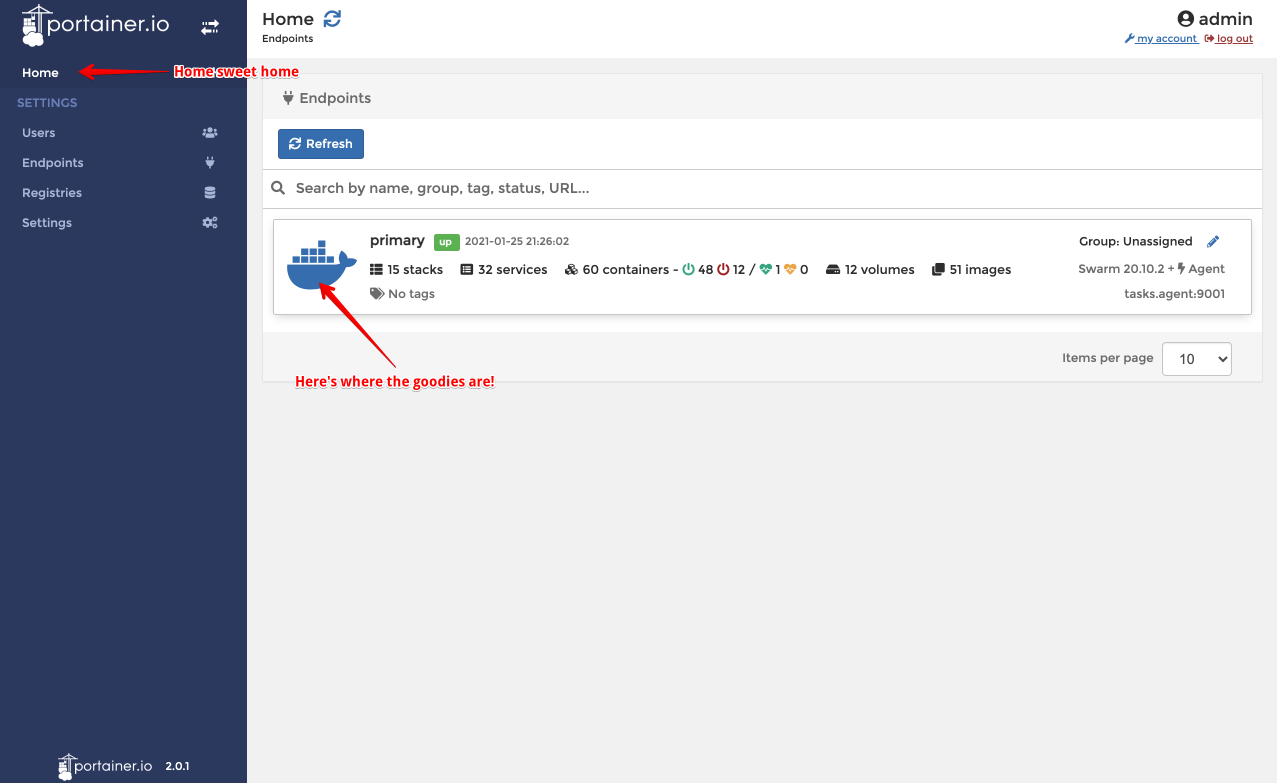 portainer.io
Home
Home sweet home
SETTINGS
Users
Endpoints
Registries
Settings
portainer.io 2.0.1
Home
Endpoints
admin
my account log out
Endpoints
Refresh
Search by name, group, tag, status, URL...
primary up 2021-01-25 21:26:02
Group: Unassigned
15 stacks 32 services 60 containers - 48 12 / 1 0 12 volumes 51 images
Swarm 20.10.2 + Agent
No tags
tasks.agent:9001
Items per page 10
Here's where the goodies are!